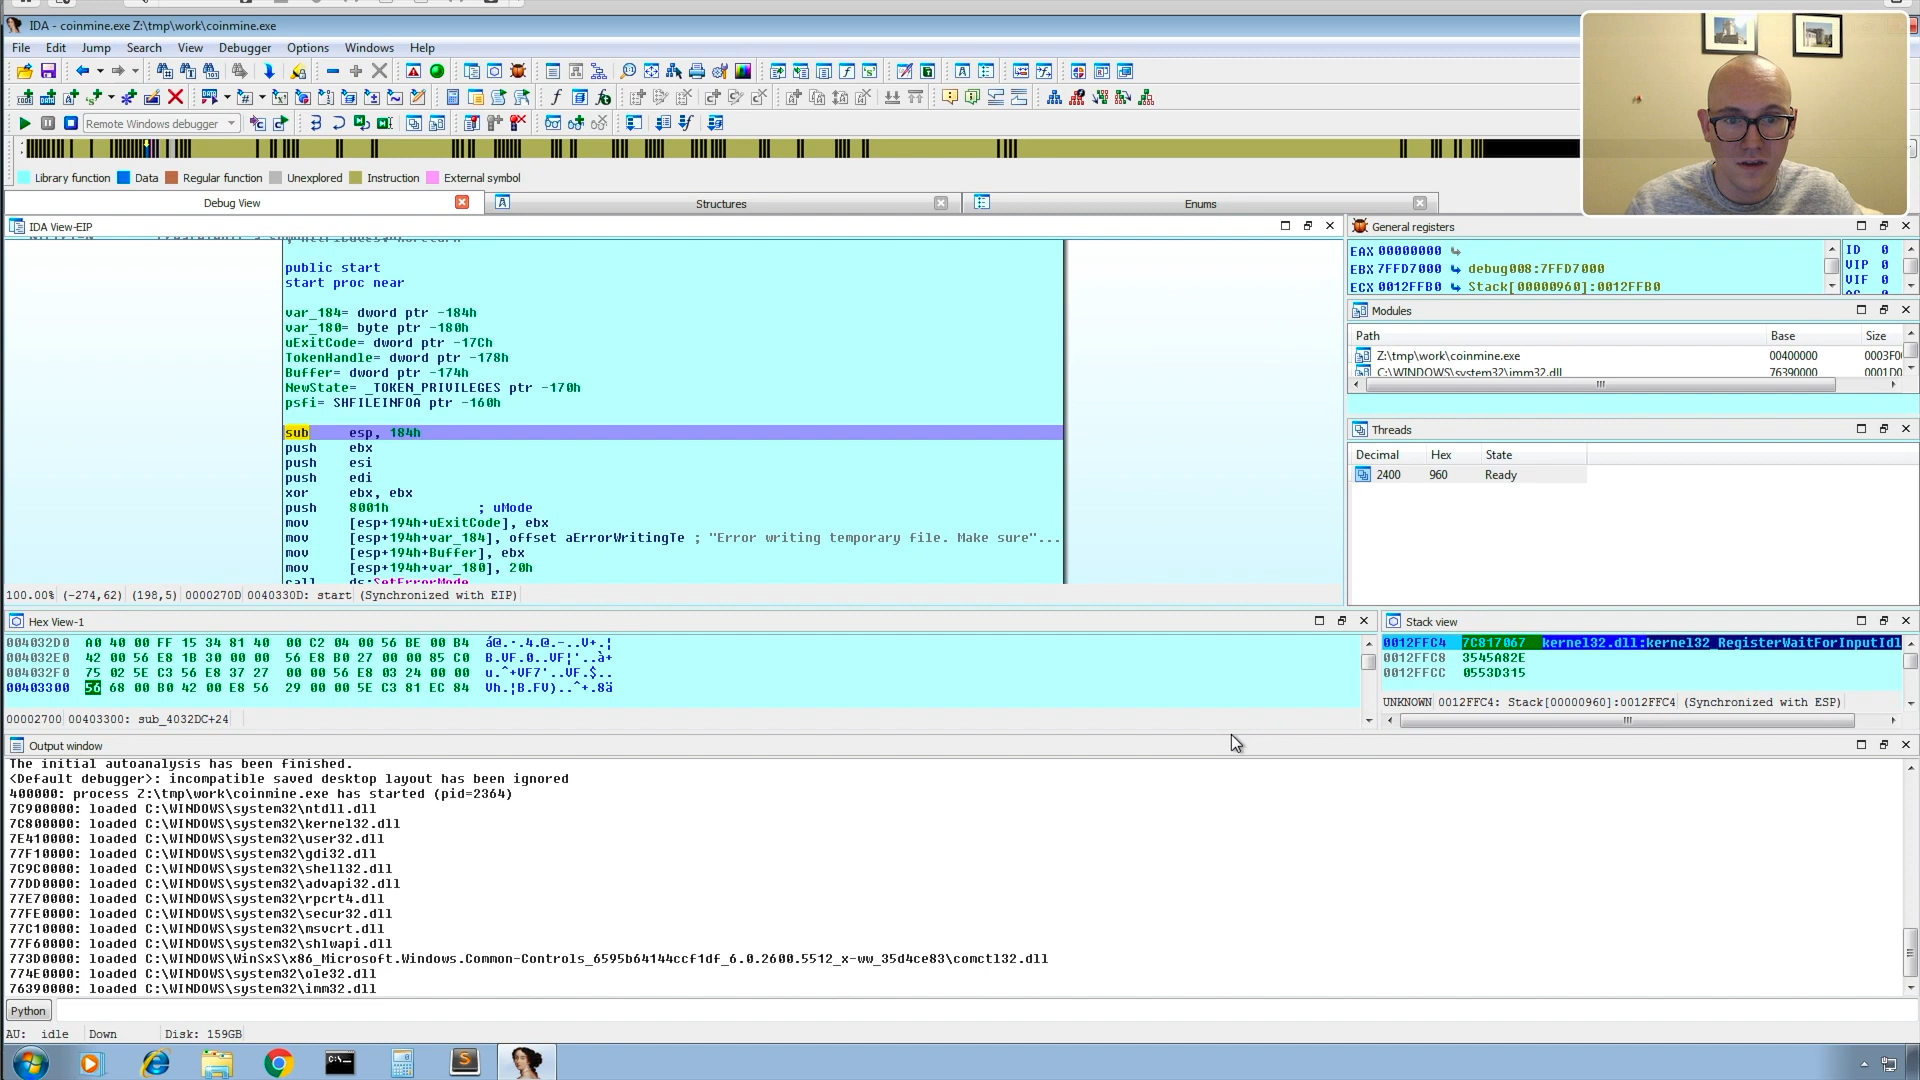 IDA - coinmine.exe Z:\tmp\work\coinmine.exe
File Edit Jump Search View Debugger Options Windows Help
Remote Windows debugger
Library function Data Regular function Unexplored Instruction External symbol
Debug View Structures Enums
IDA View-EIP
public start
start proc near
var_184= dword ptr -184h
var_180= byte ptr -180h
uExitCode= dword ptr -17Ch
TokenHandle= dword ptr -178h
Buffer= dword ptr -174h
NewState= _TOKEN_PRIVILEGES ptr -170h
psfi= SHFILEINFOA ptr -160h
sub esp, 184h
push ebx
push esi
push edi
xor ebx, ebx
push 8001h ; uMode
mov [esp+194h+uExitCode], ebx
mov [esp+194h+var_184], offset aErrorWritingTe ; "Error writing temporary file. Make sure"...
mov [esp+194h+Buffer], ebx
mov [esp+194h+var_180], 20h
call ds:SetErrorMode
100.00% (-274,62) (198,5) 0000270D 0040330D: start (Synchronized with EIP)
General registers
EAX 00000000
EBX 7FFD7000 debug008:7FFD7000
ECX 0012FFB0 Stack[00000960]:0012FFB0
ID 0
VIP 0
VIF 0
Modules
Path Base Size
Z:\tmp\work\coinmine.exe 00400000 0003F00
C:\WINDOWS\system32\imm32.dll 76390000 0001D0
Threads
Decimal Hex State
2400 960 Ready
Hex View-1
004032D0 A0 40 00 FF 15 34 81 40 00 C2 04 00 56 BE 00 B4
004032E0 42 00 56 E8 1B 30 00 00 56 E8 B0 27 00 00 85 C0
004032F0 75 02 5E C3 56 E8 37 27 00 00 56 E8 03 24 00 00
00403300 56 68 00 B0 42 00 E8 56 29 00 00 5E C3 81 EC 84
00002700 00403300: sub_4032DC+24
Stack view
0012FFC4 7C817067 kernel32.dll:kernel32_RegisterWaitForInputIdl
0012FFC8 3545A82E
0012FFCC 0553D315
UNKNOWN 0012FFC4: Stack[00000960]:0012FFC4 (Synchronized with ESP)
Output window
The initial autoanalysis has been finished.
<Default debugger>: incompatible saved desktop layout has been ignored
400000: process Z:\tmp\work\coinmine.exe has started (pid=2364)
7C900000: loaded C:\WINDOWS\system32\ntdll.dll
7C800000: loaded C:\WINDOWS\system32\kernel32.dll
7E410000: loaded C:\WINDOWS\system32\user32.dll
77F10000: loaded C:\WINDOWS\system32\gdi32.dll
7C9C0000: loaded C:\WINDOWS\system32\shell32.dll
77DD0000: loaded C:\WINDOWS\system32\advapi32.dll
77E70000: loaded C:\WINDOWS\system32\rpcrt4.dll
77FE0000: loaded C:\WINDOWS\system32\secur32.dll
77C10000: loaded C:\WINDOWS\system32\msvcrt.dll
77F60000: loaded C:\WINDOWS\system32\shlwapi.dll
773D0000: loaded C:\WINDOWS\WinSxS\x86_Microsoft.Windows.Common-Controls_6595b64144ccf1df_6.0.2600.5512_x-ww_35d4ce83\comctl32.dll
774E0000: loaded C:\WINDOWS\system32\ole32.dll
76390000: loaded C:\WINDOWS\system32\imm32.dll
Python
AU: idle Down Disk: 159GB